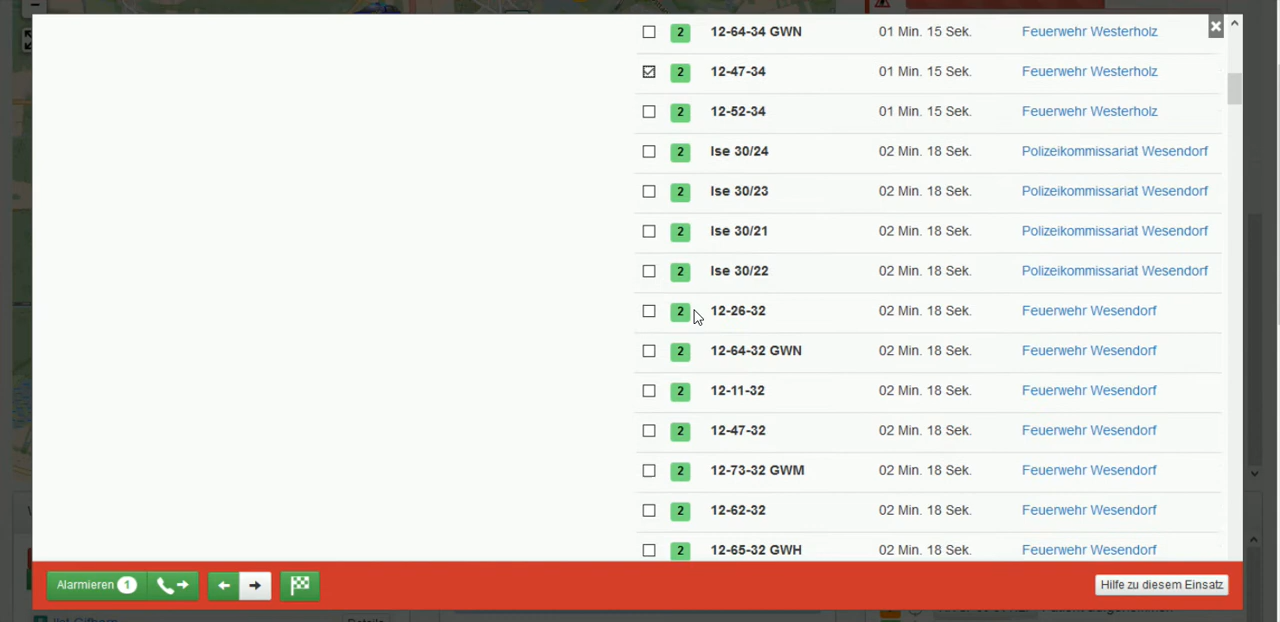 2 12-64-34 GWN 01 Min. 15 Sek. Feuerwehr Westerholz
2 12-47-34 01 Min. 15 Sek. Feuerwehr Westerholz
2 12-52-34 01 Min. 15 Sek. Feuerwehr Westerholz
2 Ise 30/24 02 Min. 18 Sek. Polizeikommissariat Wesendorf
2 Ise 30/23 02 Min. 18 Sek. Polizeikommissariat Wesendorf
2 Ise 30/21 02 Min. 18 Sek. Polizeikommissariat Wesendorf
2 Ise 30/22 02 Min. 18 Sek. Polizeikommissariat Wesendorf
2 12-26-32 02 Min. 18 Sek. Feuerwehr Wesendorf
2 12-64-32 GWN 02 Min. 18 Sek. Feuerwehr Wesendorf
2 12-11-32 02 Min. 18 Sek. Feuerwehr Wesendorf
2 12-47-32 02 Min. 18 Sek. Feuerwehr Wesendorf
2 12-73-32 GWM 02 Min. 18 Sek. Feuerwehr Wesendorf
2 12-62-32 02 Min. 18 Sek. Feuerwehr Wesendorf
2 12-65-32 GWH 02 Min. 18 Sek. Feuerwehr Wesendorf
Alarmieren 1 Hilfe zu diesem Einsatz